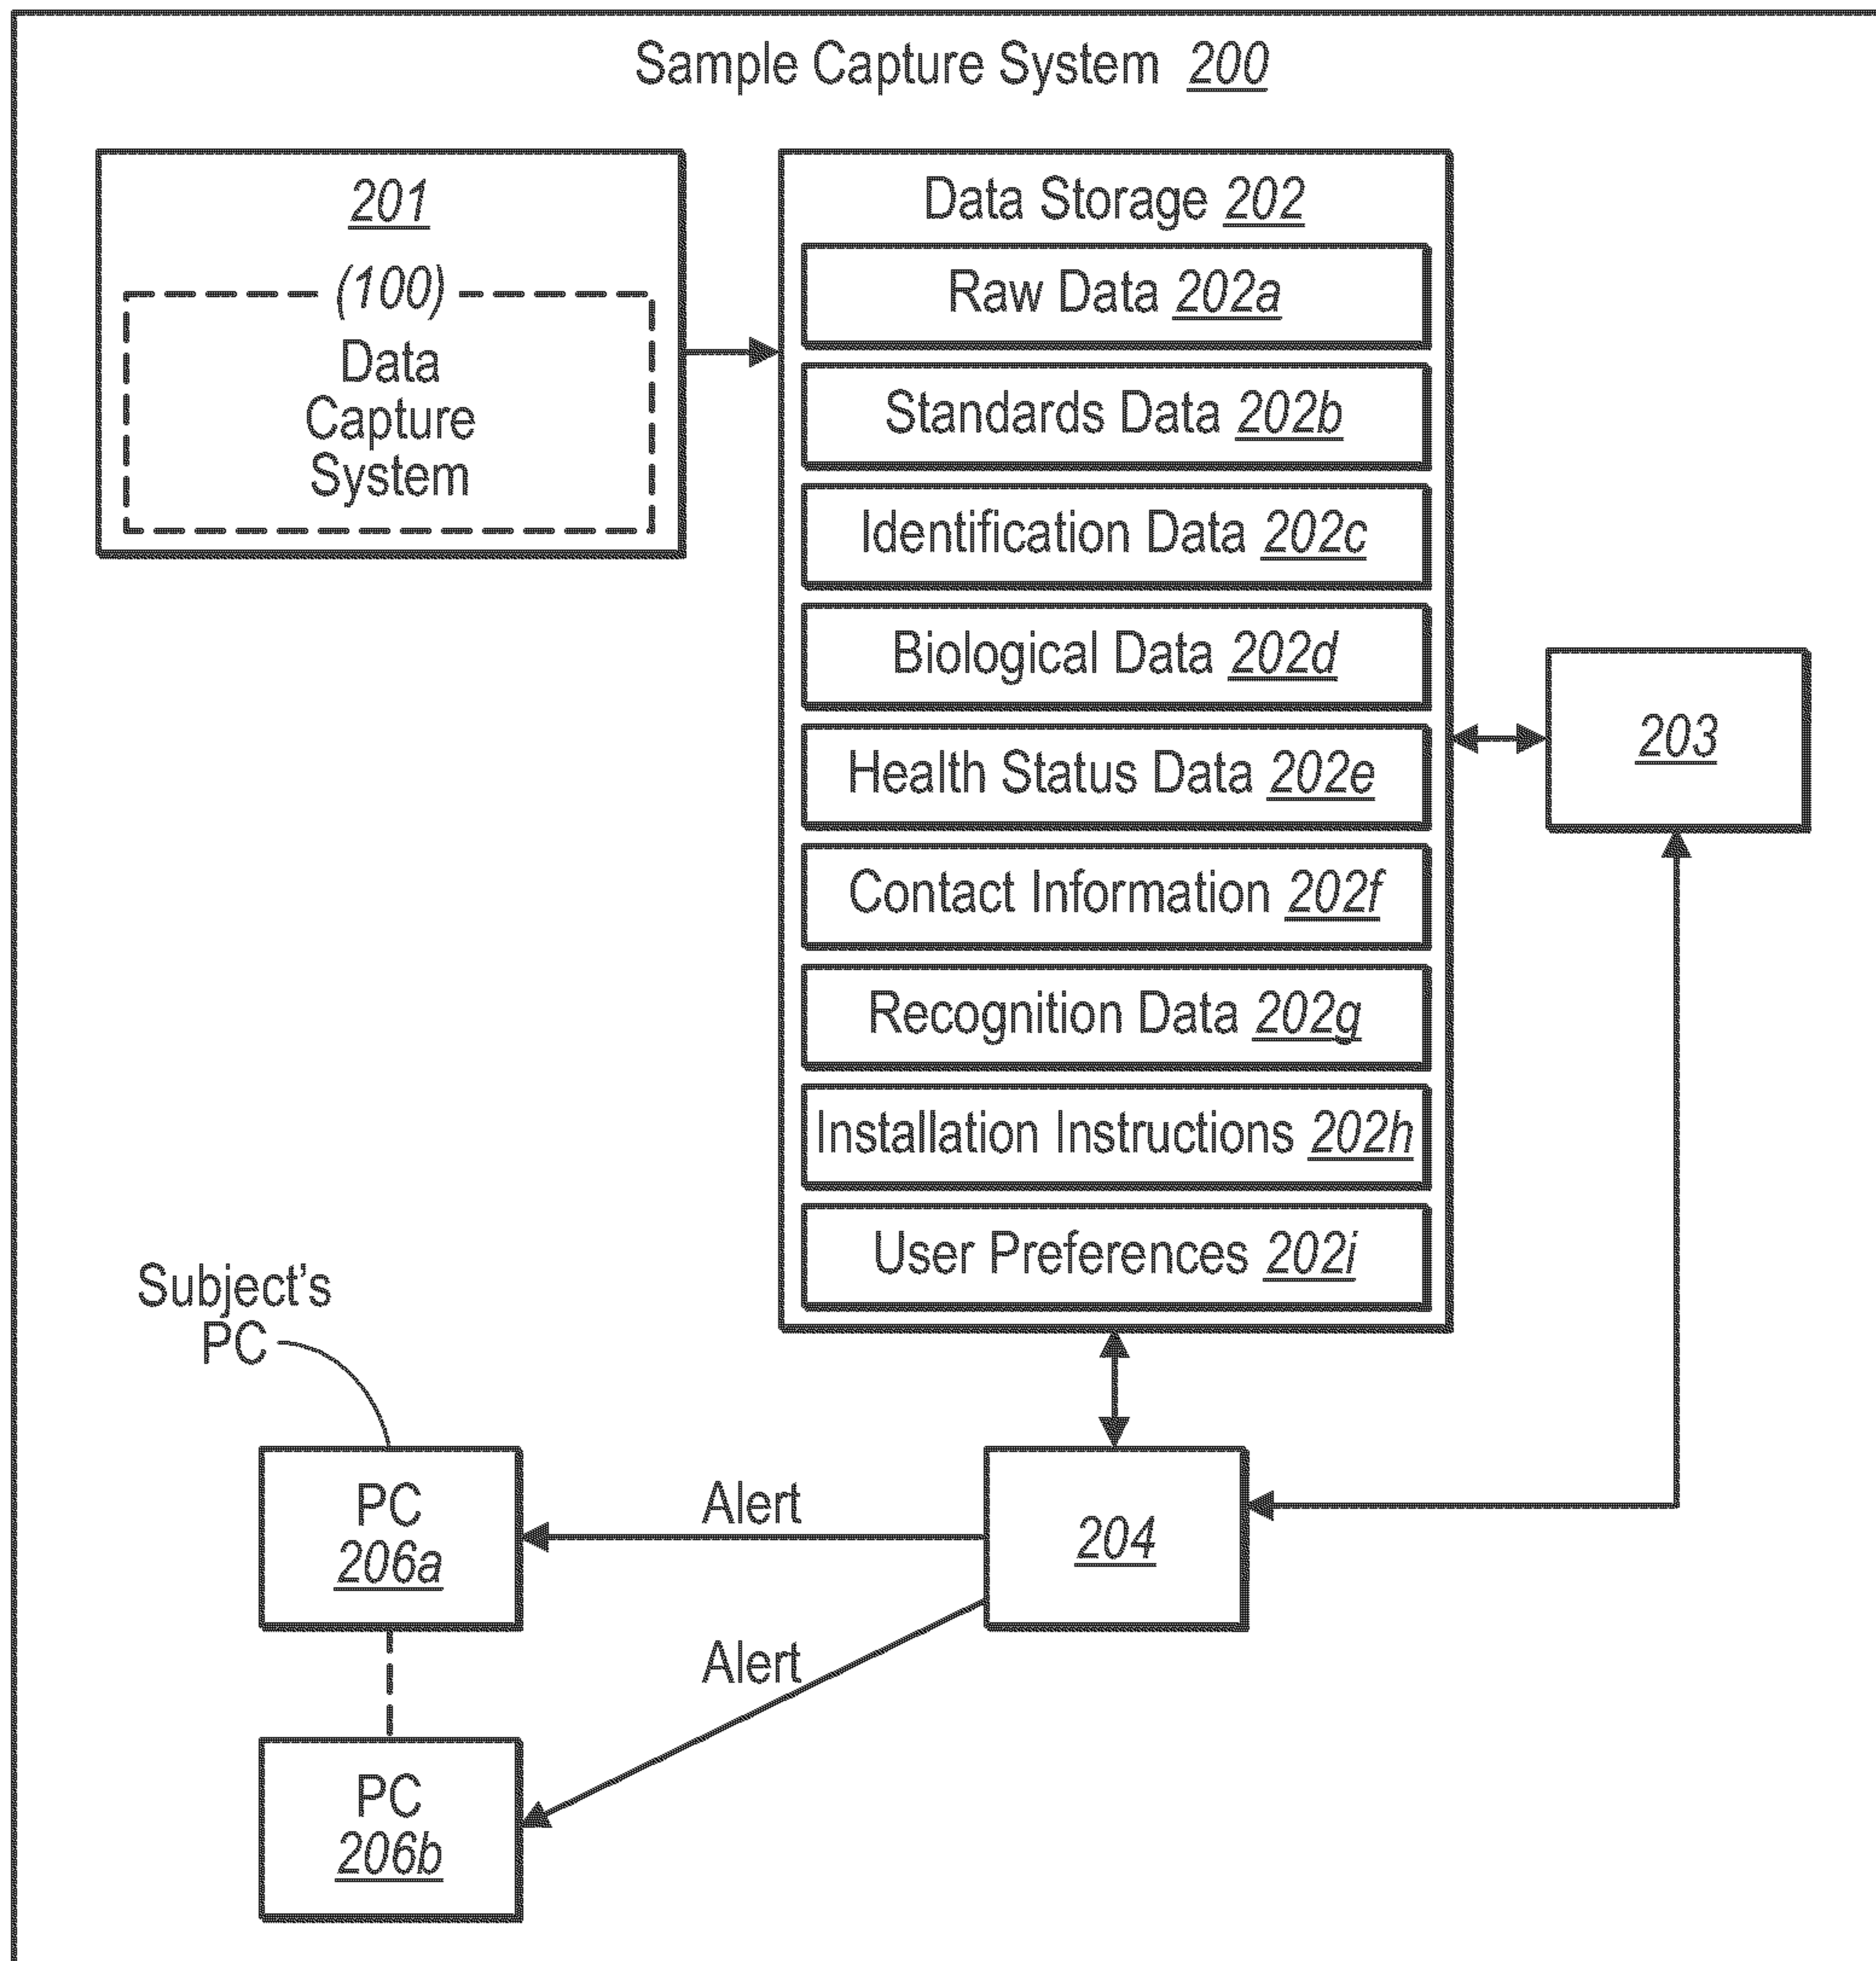 Sample Capture System 200
201
(100)
Data
Capture
System
Data Storage 202
Raw Data 202a
Standards Data 202b
Identification Data 202c
Biological Data 202d
Health Status Data 202e
Contact Information 202f
Recognition Data 202g
Installation Instructions 202h
User Preferences 202i
203
Subject's
PC
PC
206a
Alert
204
Alert
PC
206b